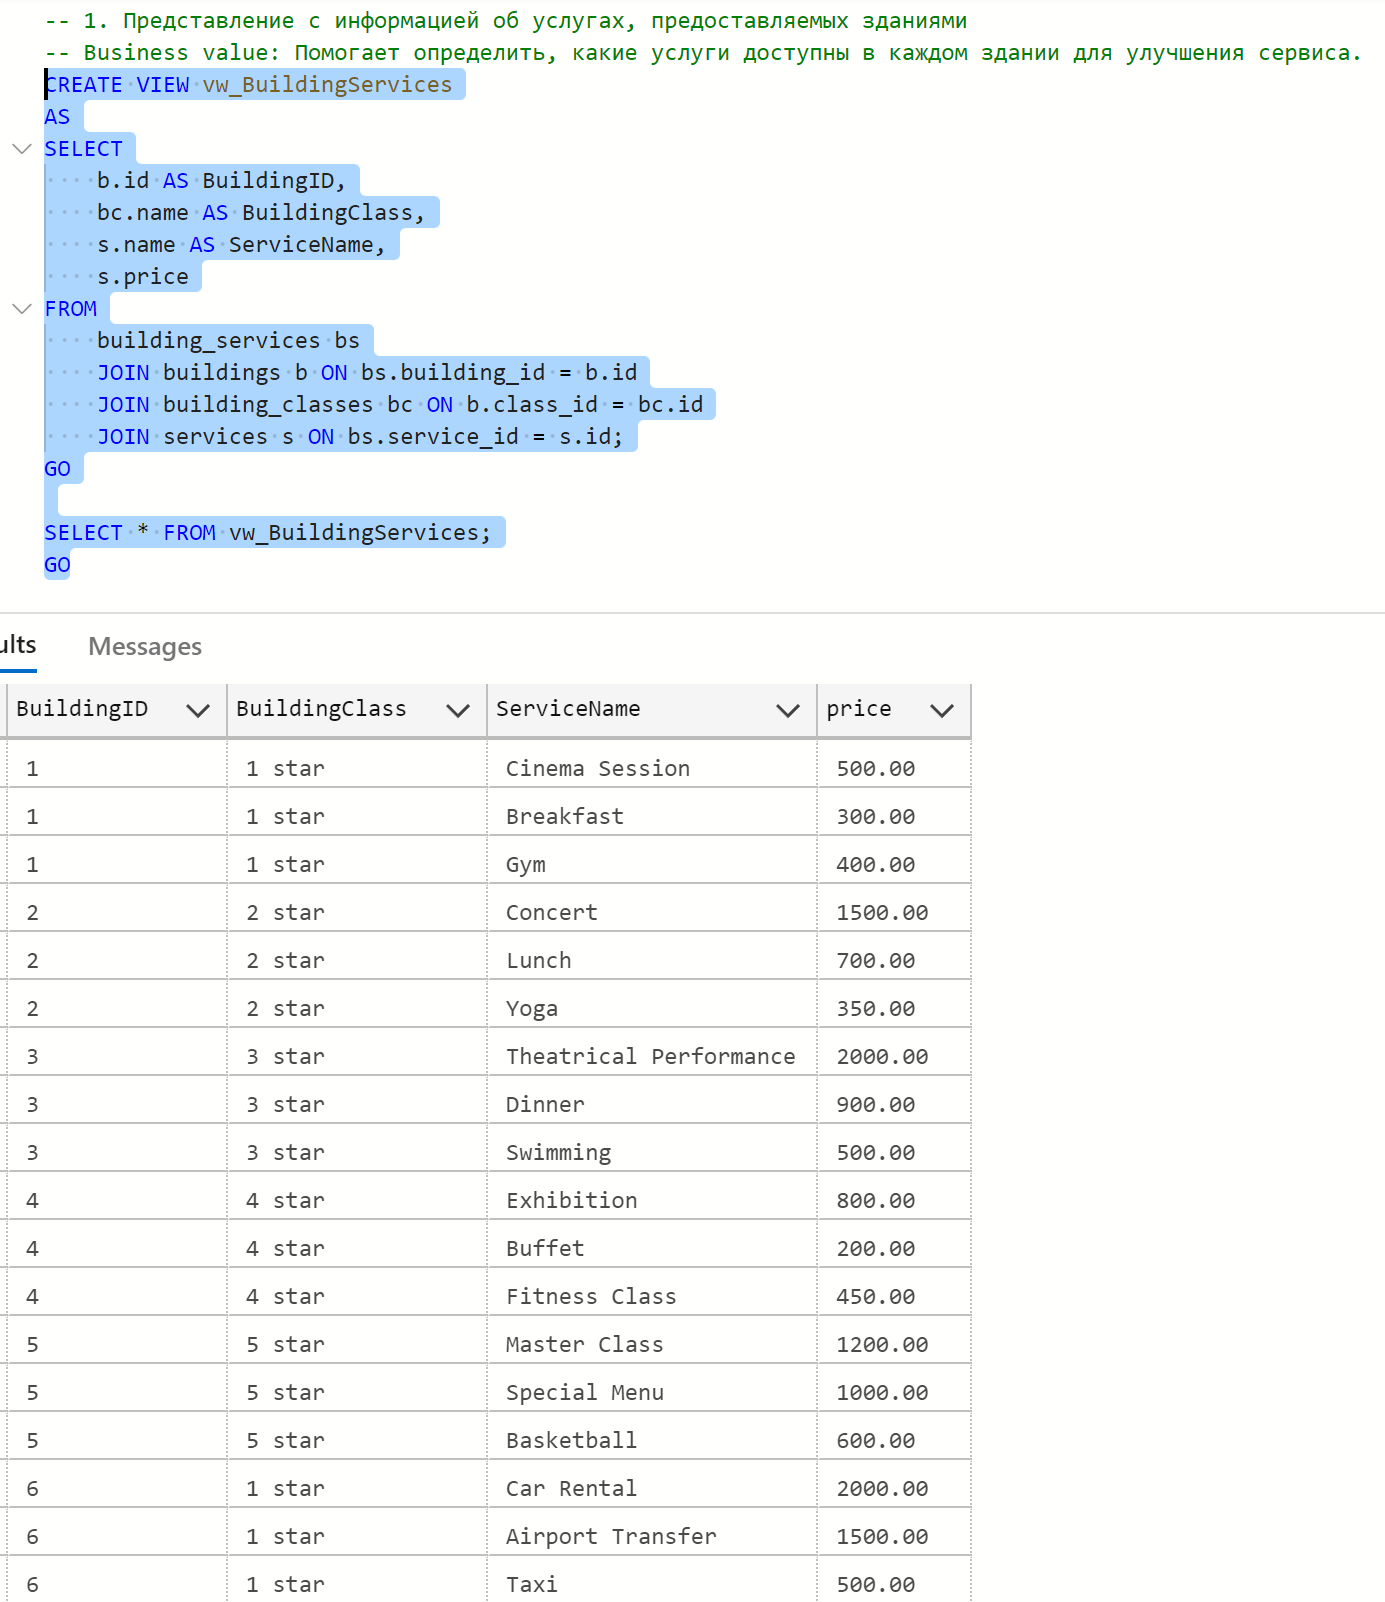 -- 1. Представление с информацией об услугах, предоставляемых зданиями
-- Business value: Помогает определить, какие услуги доступны в каждом здании для улучшения сервиса.
CREATE VIEW vw_BuildingServices
AS
SELECT
b.id AS BuildingID,
bc.name AS BuildingClass,
s.name AS ServiceName,
s.price
FROM
building_services bs
JOIN buildings b ON bs.building_id = b.id
JOIN building_classes bc ON b.class_id = bc.id
JOIN services s ON bs.service_id = s.id;
GO
SELECT * FROM vw_BuildingServices;
GO
ults Messages
BuildingID BuildingClass ServiceName price
1 1 star Cinema Session 500.00
1 1 star Breakfast 300.00
1 1 star Gym 400.00
2 2 star Concert 1500.00
2 2 star Lunch 700.00
2 2 star Yoga 350.00
3 3 star Theatrical Performance 2000.00
3 3 star Dinner 900.00
3 3 star Swimming 500.00
4 4 star Exhibition 800.00
4 4 star Buffet 200.00
4 4 star Fitness Class 450.00
5 5 star Master Class 1200.00
5 5 star Special Menu 1000.00
5 5 star Basketball 600.00
6 1 star Car Rental 2000.00
6 1 star Airport Transfer 1500.00
6 1 star Taxi 500.00